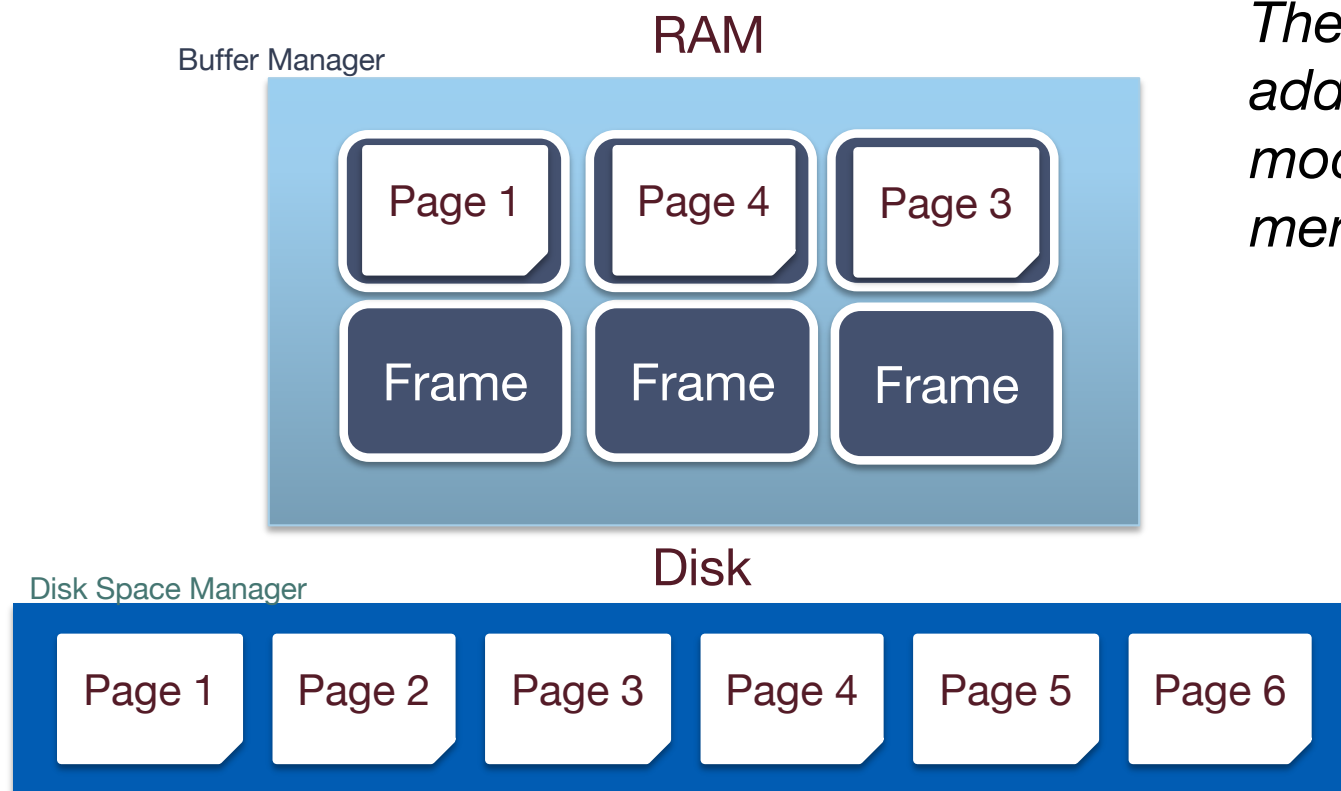 RAM
Buffer Manager
The
Page 1
Page 4
Page 3
Frame
Frame
Frame
Disk
Disk Space Manager
Page 1
Page 2
Page 3
Page 4
Page 5
Page 6